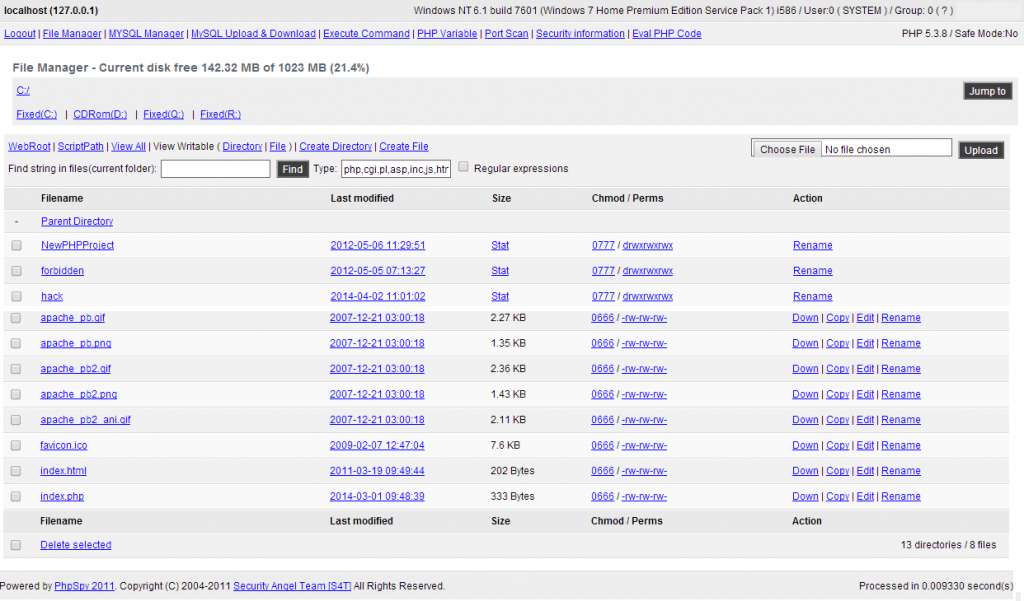 localhost (127.0.0.1) Windows NT 6.1 build 7601 (Windows 7 Home Premium Edition Service Pack 1) i586 / User:0 ( SYSTEM ) / Group: 0 ( ? )
Logout | File Manager | MYSQL Manager | MySQL Upload & Download | Execute Command | PHP Variable | Port Scan | Security information | Eval PHP Code PHP 5.3.8 / Safe Mode:No
File Manager - Current disk free 142.32 MB of 1023 MB (21.4%)
C:/ Jump to
Fixed(C:) | CDRom(D:) | Fixed(Q:) | Fixed(R:)
WebRoot | ScriptPath | View All | View Writable ( Directory | File ) | Create Directory | Create File Choose File No file chosen Upload
Find string in files(current folder): Find Type: php,cgi,pl,asp,inc,js,htm Regular expressions
Filename Last modified Size Chmod / Perms Action
- Parent Directory
NewPHPProject 2012-05-06 11:29:51 Stat 0777 / drwxrwxrwx Rename
forbidden 2012-05-05 07:13:27 Stat 0777 / drwxrwxrwx Rename
hack 2014-04-02 11:01:02 Stat 0777 / drwxrwxrwx Rename
apache_pb.gif 2007-12-21 03:00:18 2.27 KB 0666 / -rw-rw-rw- Down | Copy | Edit | Rename
apache_pb.png 2007-12-21 03:00:18 1.35 KB 0666 / -rw-rw-rw- Down | Copy | Edit | Rename
apache_pb2.gif 2007-12-21 03:00:18 2.36 KB 0666 / -rw-rw-rw- Down | Copy | Edit | Rename
apache_pb2.png 2007-12-21 03:00:18 1.43 KB 0666 / -rw-rw-rw- Down | Copy | Edit | Rename
apache_pb2_ani.gif 2007-12-21 03:00:18 2.11 KB 0666 / -rw-rw-rw- Down | Copy | Edit | Rename
favicon.ico 2009-02-07 12:47:04 7.6 KB 0666 / -rw-rw-rw- Down | Copy | Edit | Rename
index.html 2011-03-19 09:49:44 202 Bytes 0666 / -rw-rw-rw- Down | Copy | Edit | Rename
index.php 2014-03-01 09:48:39 333 Bytes 0666 / -rw-rw-rw- Down | Copy | Edit | Rename
Filename Last modified Size Chmod / Perms Action
Delete selected 13 directories / 8 files
Powered by PhpSpy 2011. Copyright (C) 2004-2011 Security Angel Team [S4T] All Rights Reserved. Processed in 0.009330 second(s)